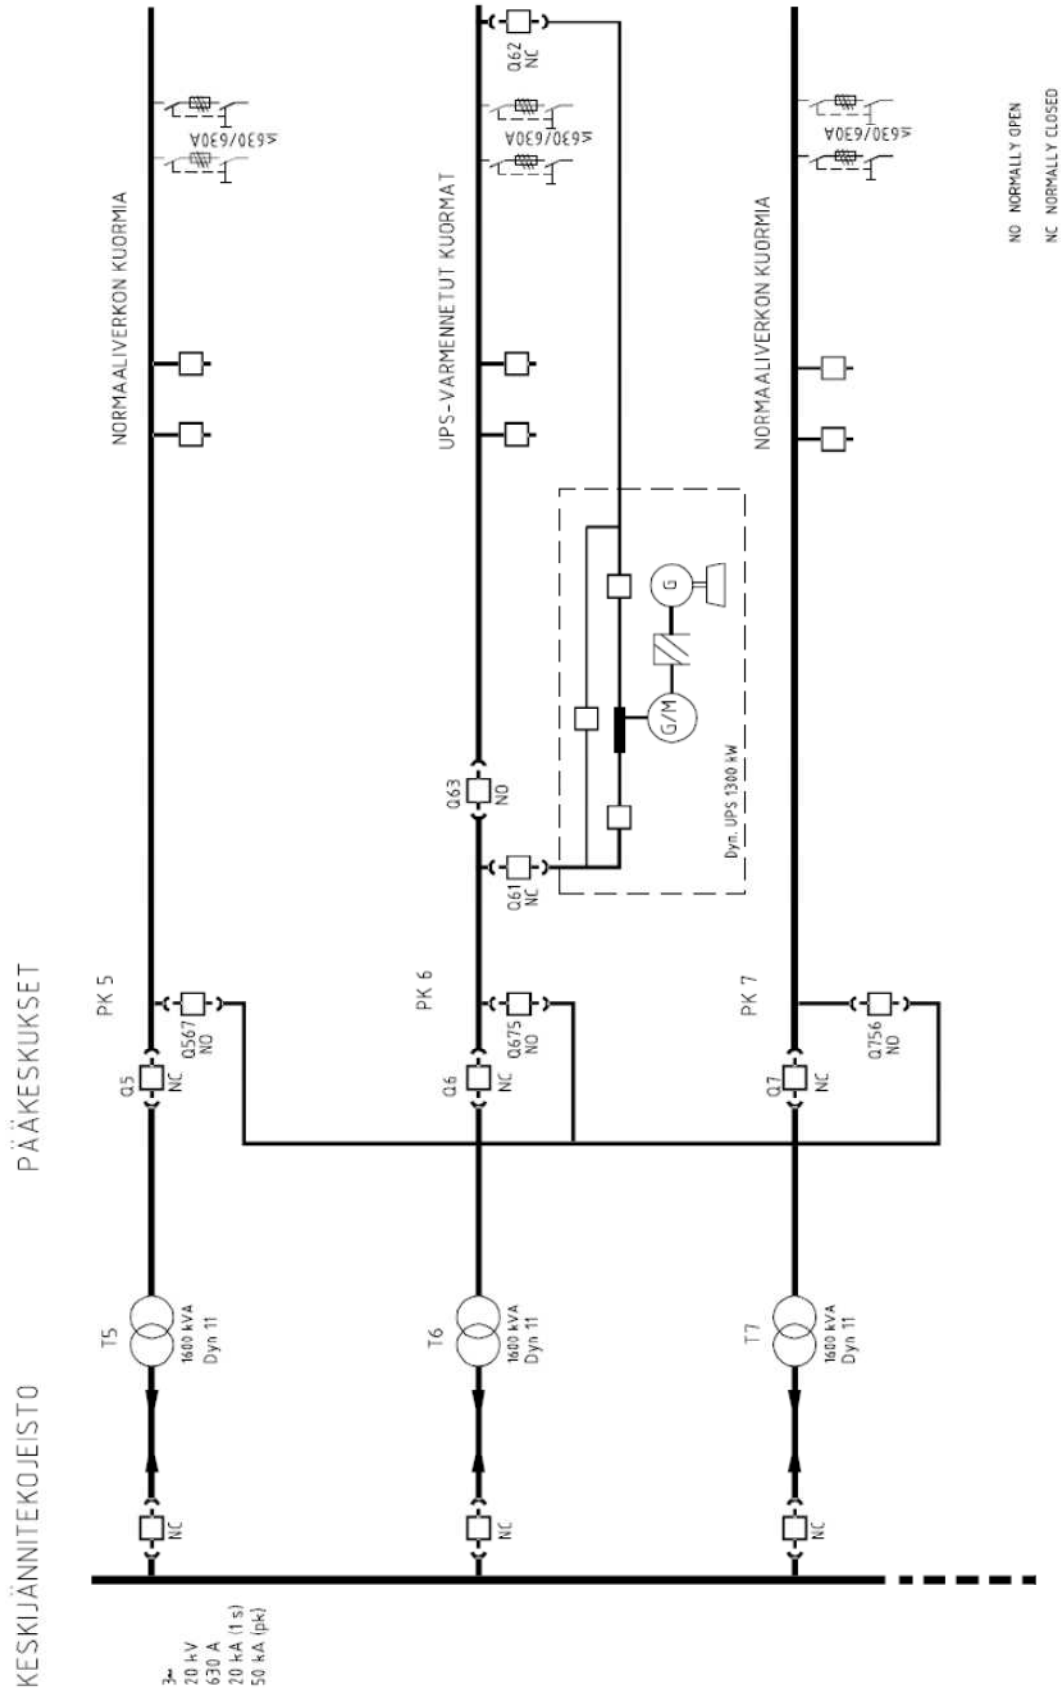 KESKIJÄNNITEKOJEISTO
PÄÄKESKUKSET
3~
20 kV
630 A
20 kA (1 s)
50 kA (pk)
NC
T5
1600 kVA
Dyn 11
Q5
NC
Q567
NO
PK 5
NORMAALIVERKON KUORMIA
630/630A
NC
T6
1600 kVA
Dyn 11
Q6
NC
Q675
NO
PK 6
Q61
NC
Q63
NO
UPS-VARMENNETUT KUORMAT
630/630A
Q62
NC
Dyn. UPS 1300 kW
G/M
G
NC
T7
1600 kVA
Dyn 11
Q7
NC
Q756
NO
PK 7
NORMAALIVERKON KUORMIA
630/630A
NO NORMALLY OPEN
NC NORMALLY CLOSED